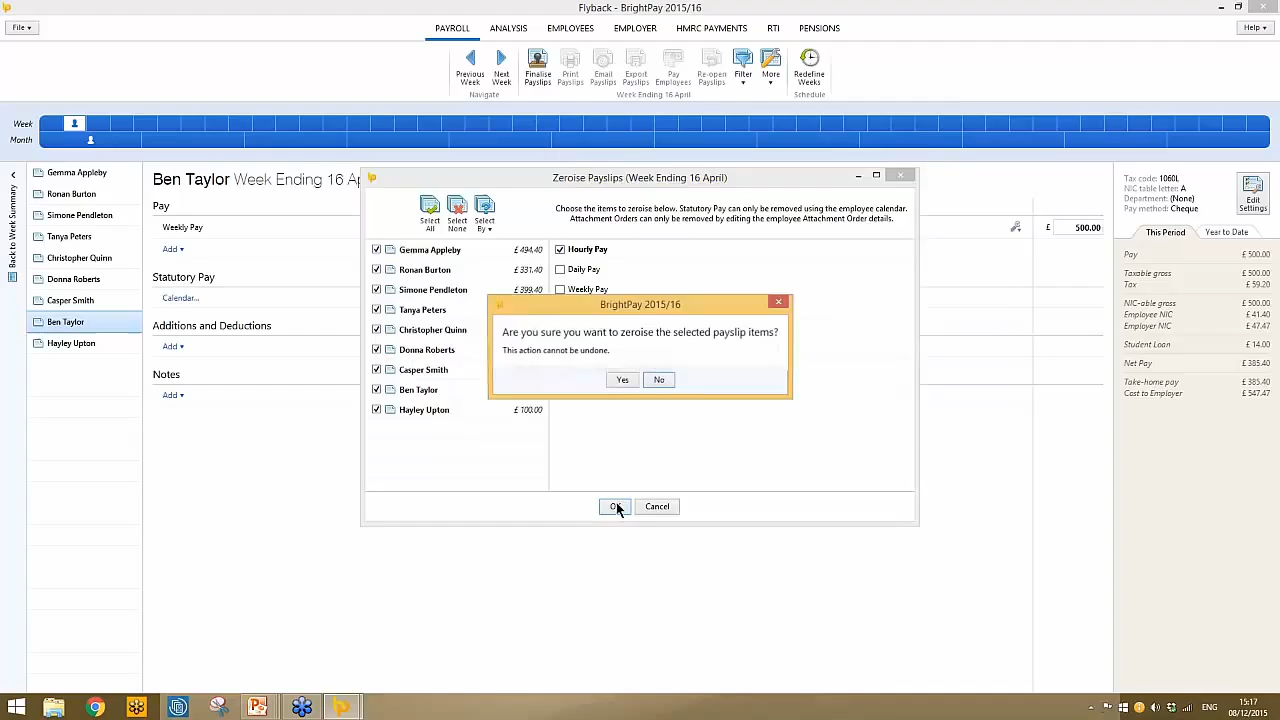 Flyback - BrightPay 2015/16
File
PAYROLL
ANALYSIS
EMPLOYEES
EMPLOYER
HMRC PAYMENTS
RTI
PENSIONS
Help
Previous Week
Next Week
Finalise Payslips
Print Payslips
Email Payslips
Export Payslips
Pay Employees
Re-open Payslips
Filter
More
Redefine Weeks
Navigate
Week Ending 16 April
Schedule
Week
Month
Back to Week Summary
Gemma Appleby
Ronan Burton
Simone Pendleton
Tanya Peters
Christopher Quinn
Donna Roberts
Casper Smith
Ben Taylor
Hayley Upton
Ben Taylor Week Ending 16 Ap
Pay
Weekly Pay
£ 500.00
Add
Statutory Pay
Calendar...
Additions and Deductions
Add
Notes
Add
Zeroise Payslips (Week Ending 16 April)
Select All
Select None
Select By
Choose the items to zeroise below. Statutory Pay can only be removed using the employee calendar.
Attachment Orders can only be removed by editing the employee Attachment Order details.
Gemma Appleby £ 494.40
Ronan Burton £ 331.40
Simone Pendleton £ 399.40
Tanya Peters
Christopher Quinn
Donna Roberts
Casper Smith
Ben Taylor
Hayley Upton £ 100.00
Hourly Pay
Daily Pay
Weekly Pay
BrightPay 2015/16
Are you sure you want to zeroise the selected payslip items?
This action cannot be undone.
Yes
No
Cancel
Tax code: 1060L
NIC table letter: A
Department: (None)
Pay method: Cheque
Edit Settings
This Period
Year to Date
Pay £ 500.00
Taxable gross £ 500.00
Tax £ 59.20
NIC-able gross £ 500.00
Employee NIC £ 41.40
Employer NIC £ 47.47
Student Loan £ 14.00
Net Pay £ 385.40
Take-home pay £ 385.40
Cost to Employer £ 547.47
ENG
15:17
08/12/2015